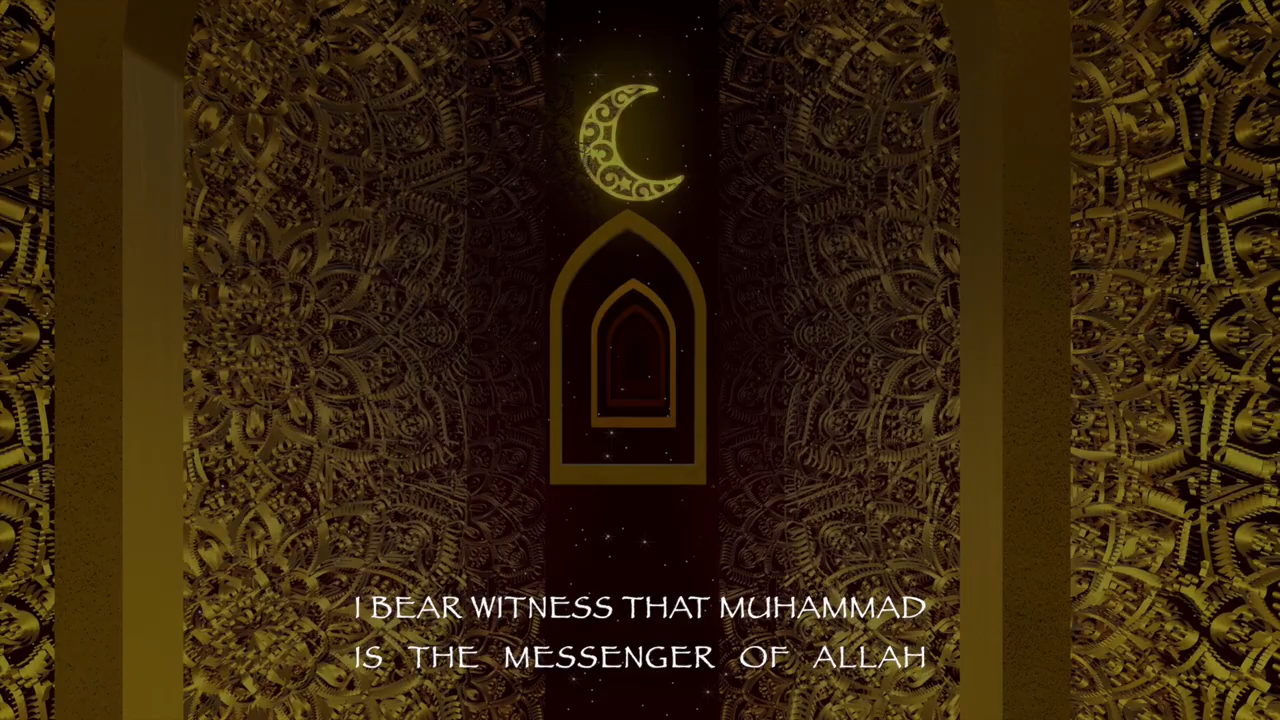 I BEAR WITNESS THAT MUHAMMAD
IS THE MESSENGER OF ALLAH